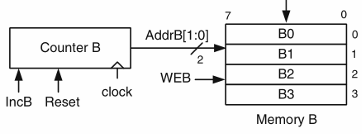 7 0
AddrB[1:0] B0 0
Counter B B1 1
2
WEB B2 2
clock B3 3
IncB Reset
Memory B